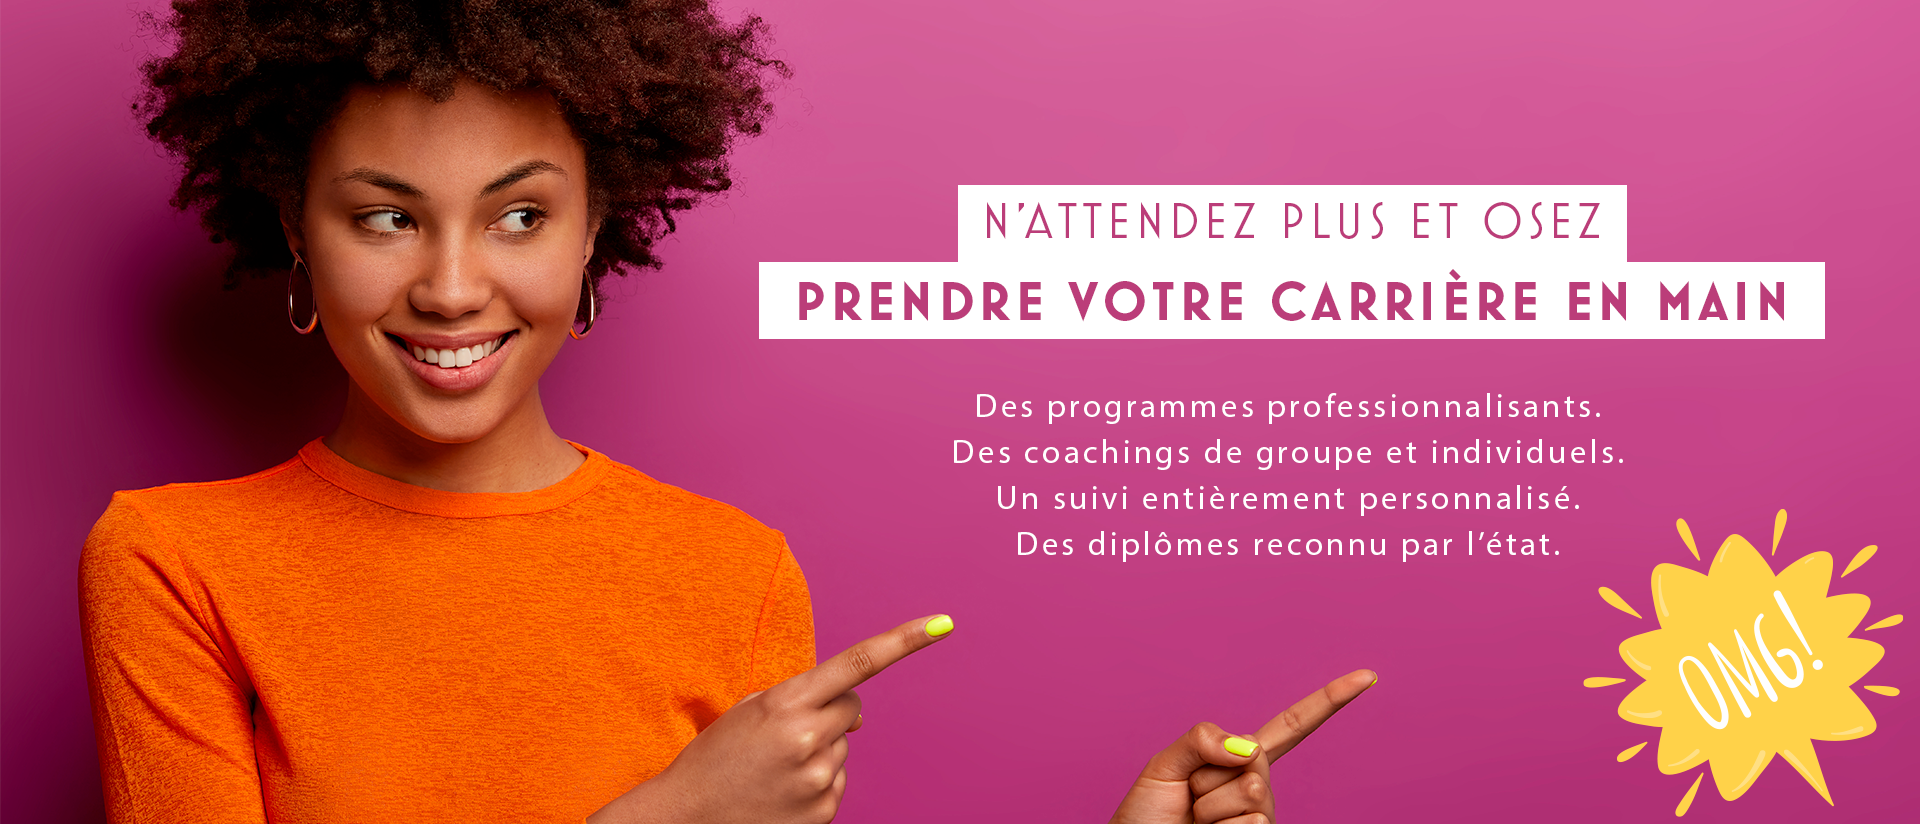 N'ATTENDEZ PLUS ET OSEZ
PRENDRE VOTRE CARRIÈRE EN MAIN
Des programmes professionnalisants.
Des coachings de groupe et individuels.
Un suivi entièrement personnalisé.
Des diplômes reconnu par l'état.
OMG!